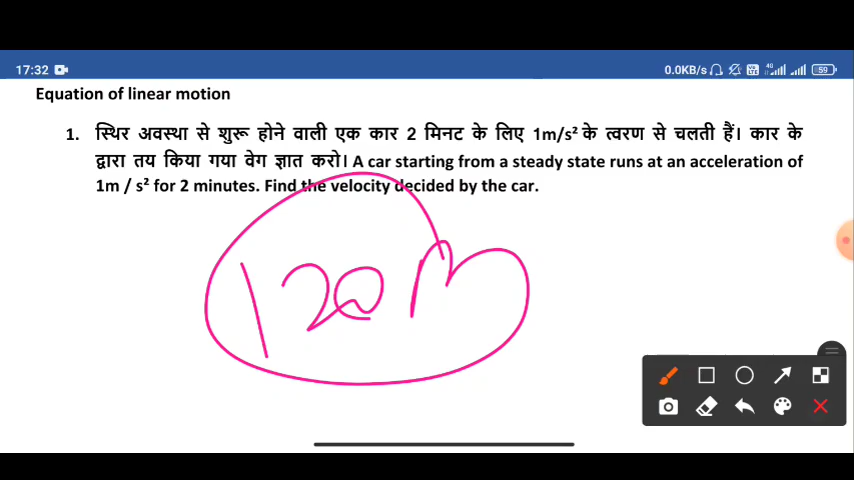 17:32
0.0KB/s 4G 59
Equation of linear motion
1. स्थिर अवस्था से शुरू होने वाली एक कार 2 मिनट के लिए 1m/s² के त्वरण से चलती हैं। कार के
द्वारा तय किया गया वेग ज्ञात करो। A car starting from a steady state runs at an acceleration of
1m / s² for 2 minutes. Find the velocity decided by the car.
120 m